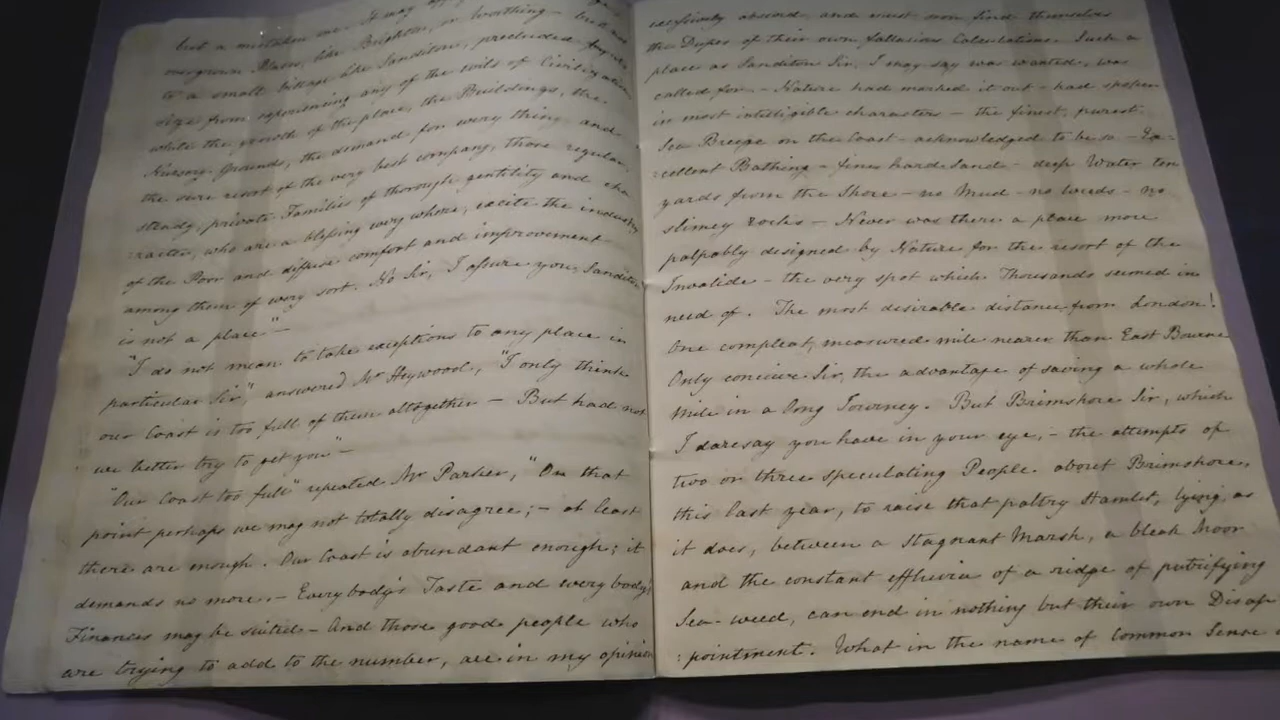 but a mistaken one. It may app
overgrown Places, like Brighton, or Worthing - but not
to a small village like Sanditon, precluded by its
size from experiencing any of the evils of Civilization
while the growth of the place, the Buildings, the
Nursery Grounds, the demand for every thing, and
the sure resort of the very best company, those regular,
steady, private Families of thorough gentility and cha
:racter, who are a blessing every where, excite the industry
of the Poor and diffuse comfort and improvement
among them of every sort. No Sir, I assure you, Sanditon
is not a place" -
"I do not mean to take exceptions to any place in
particular Sir," answered Mr Heywood, "I only think
our Coast is too full of them altogether - But had not
we better try to get you" -
"Our Coast too full" repeated Mr Parker, "On that
point perhaps we may not totally disagree; - at least
there are enough. Our Coast is abundant enough; it
demands no more. - Everybody's Taste and every body's
Finances may be suited - And those good people who
are trying to add to the number, are in my opinion
excessively absurd, and must soon find themselves
the Dupes of their own fallacious Calculations. Such a
place as Sanditon Sir, I may say was wanted, was
called for. - Nature had marked it out - had spoken
in most intelligible characters - the finest, purest
Sea Breeze on the Coast - acknowledged to be so - Ex=
:cellent Bathing - fine hard Sand - deep Water ten
yards from the Shore - no Mud - no weeds - no
slimey rocks - Never was there a place more
palpably designed by Nature for the resort of the
Invalide - the very spot which Thousands seemed in
need of. The most desirable distance from London!
One compleat, measured mile nearer than East Bourne
Only conceive Sir, the advantage of saving a whole
Mile in a long Journey. But Brinshore Sir, which
I daresay you have in your eye, - the attempts of
two or three speculating People about Brinshore,
this last year, to raise that paltry Hamlet, lying, as
it does, between a Stagnant Marsh, a bleak Moor
and the constant effluvia of a ridge of putrifying
Sea-weed, can end in nothing but their own Disap
:pointment. What in the name of Common Sense